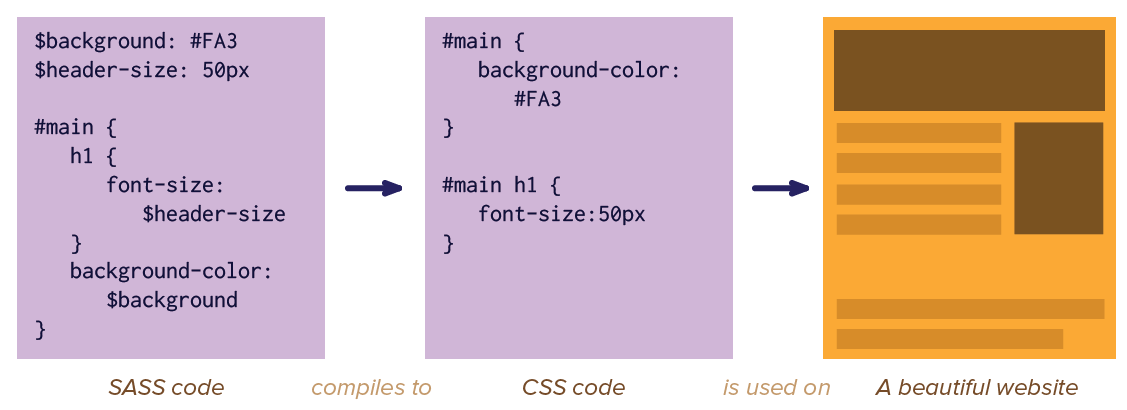 $background: #FA3
$header-size: 50px
#main {
h1 {
font-size:
$header-size
}
background-color:
$background
}
#main {
background-color:
#FA3
}
#main h1 {
font-size:50px
}
SASS code
compiles to
CSS code
is used on
A beautiful website